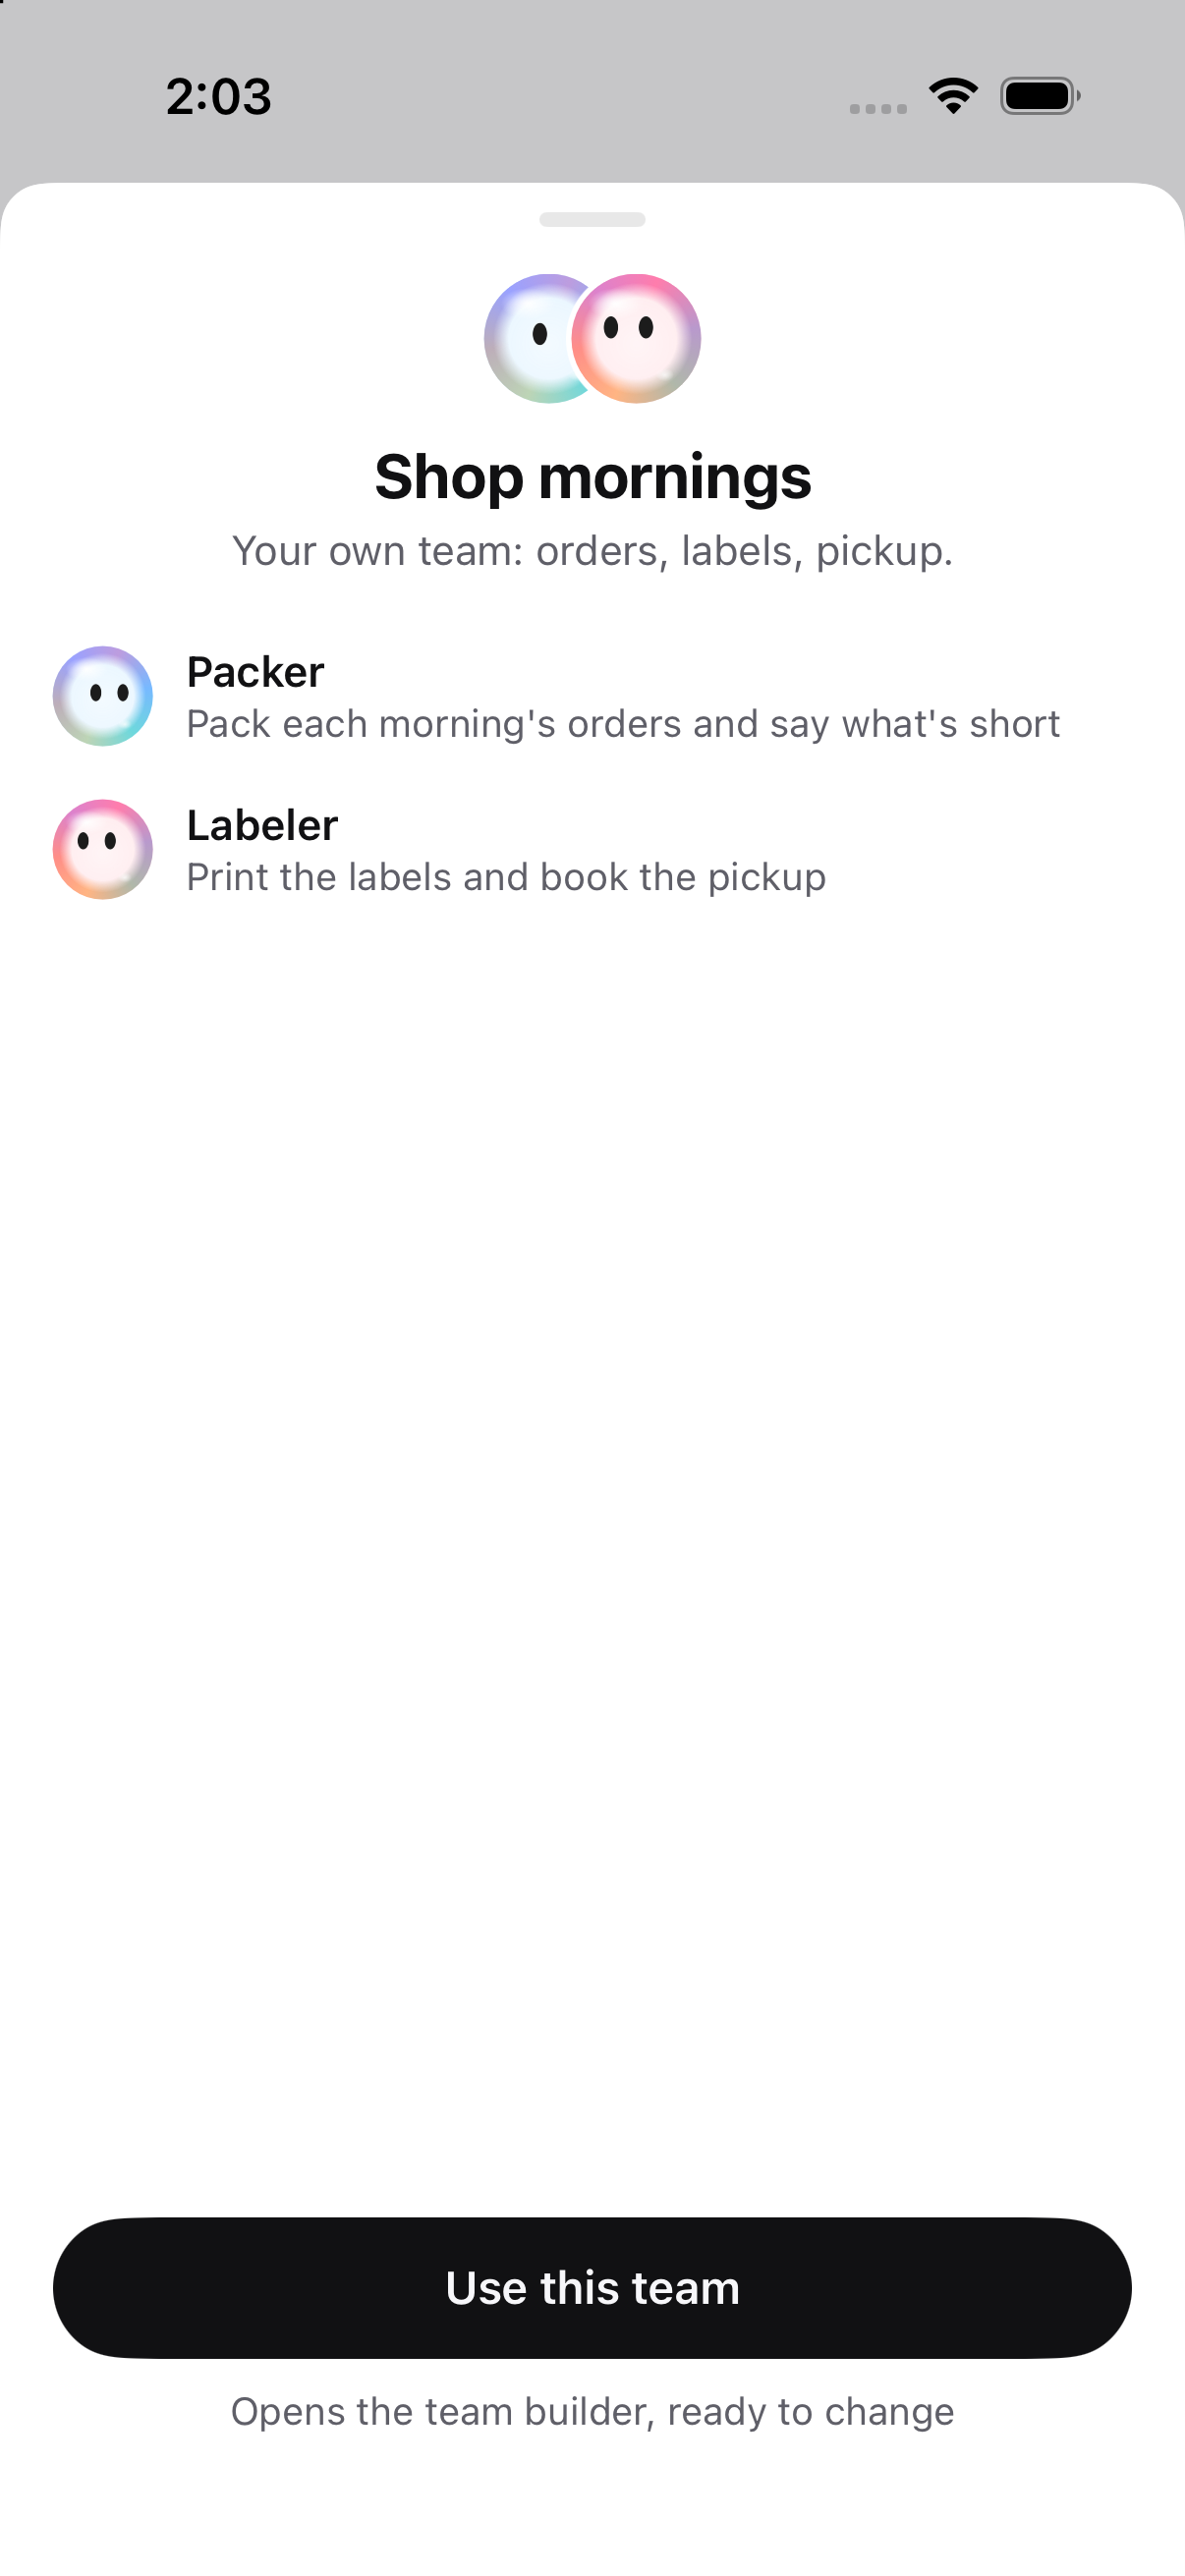 2:03
Shop mornings
Your own team: orders, labels, pickup.
Packer
Pack each morning's orders and say what's short
Labeler
Print the labels and book the pickup
Use this team
Opens the team builder, ready to change